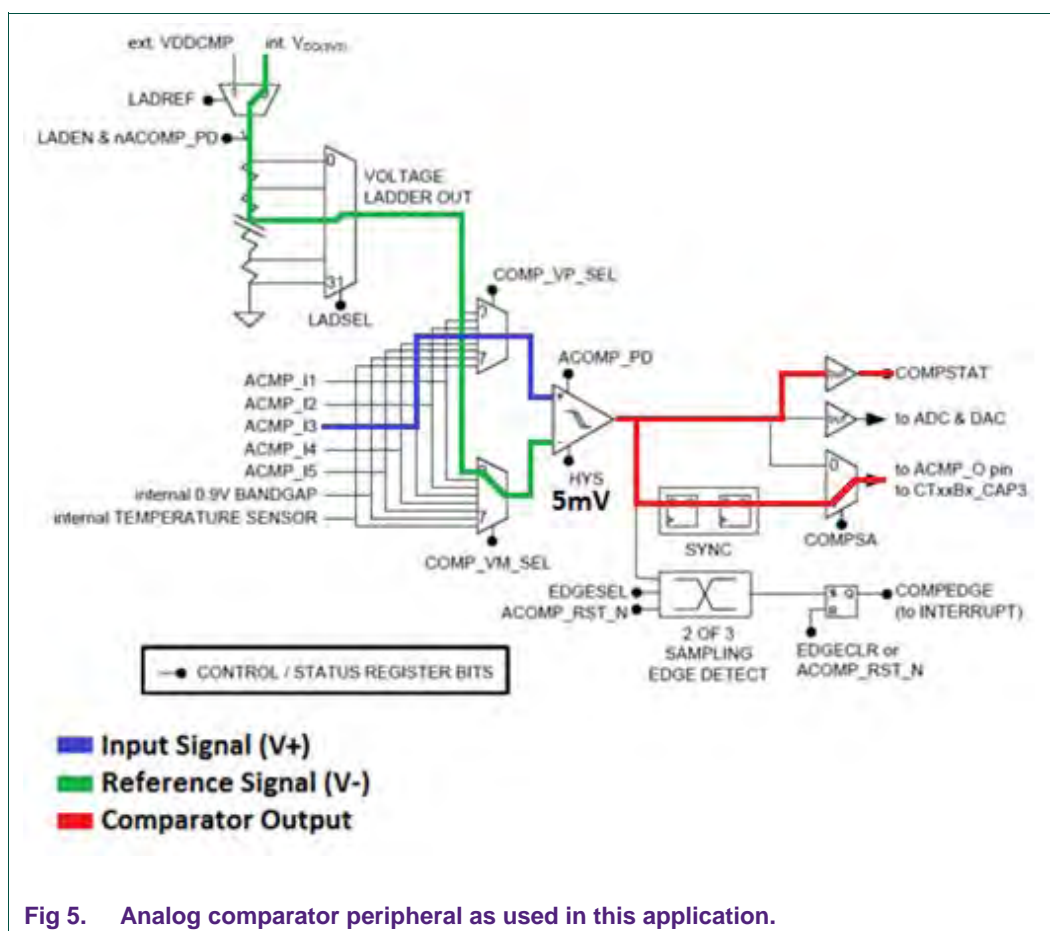 ext. VDDCMP int. VDD(3V3)
LADREF
LADEN & nACOMP_PD
0
VOLTAGE
LADDER OUT
31
LADSEL
COMP_VP_SEL
0
7
ACOMP_PD
ACMP_I1
ACMP_I2
ACMP_I3
ACMP_I4
ACMP_I5
internal 0.9V BANDGAP
internal TEMPERATURE SENSOR
+
-
HYS
5mV
7
COMP_VM_SEL
COMPSTAT
to ADC & DAC
0
to ACMP_O pin
to CTxxBx_CAP3
COMPSA
SYNC
EDGESEL
ACOMP_RST_N
2 OF 3
SAMPLING
EDGE DETECT
S Q
R
COMPEDGE
(to INTERRUPT)
EDGECLR or
ACOMP_RST_N
CONTROL / STATUS REGISTER BITS
Input Signal (V+)
Reference Signal (V-)
Comparator Output
Fig 5. Analog comparator peripheral as used in this application.